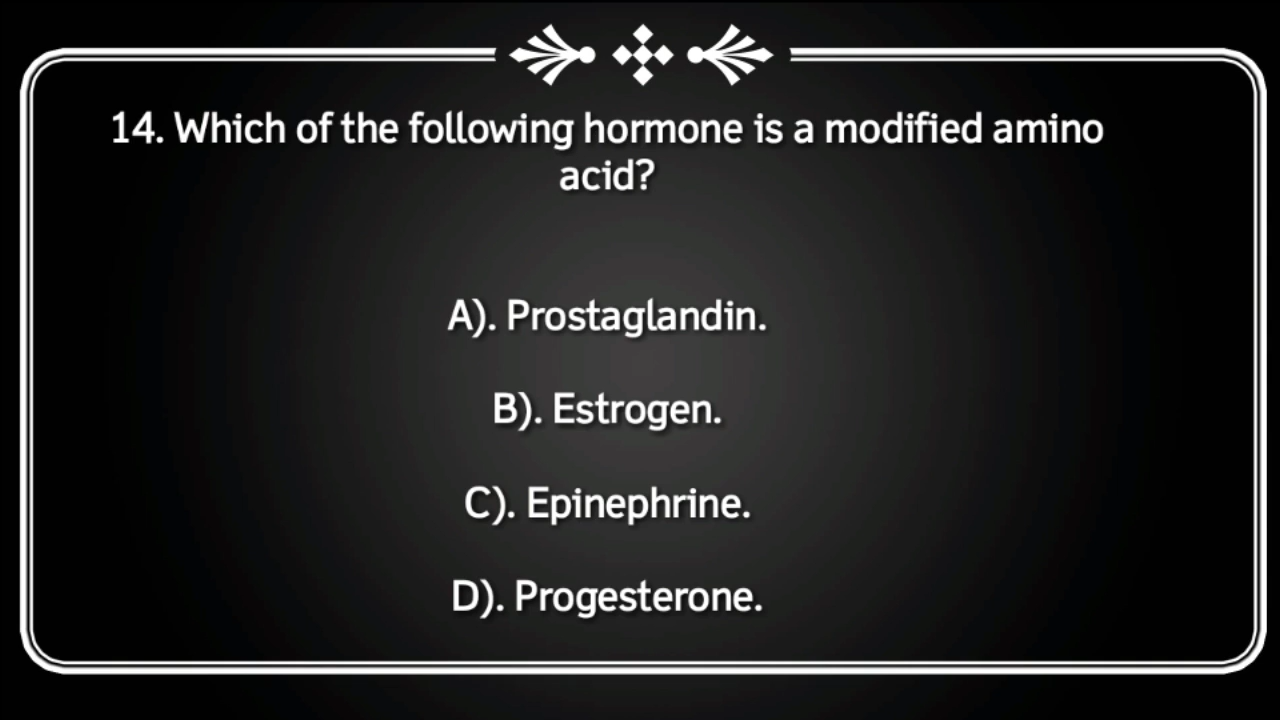 14. Which of the following hormone is a modified amino
acid?
A). Prostaglandin.
B). Estrogen.
C). Epinephrine.
D). Progesterone.